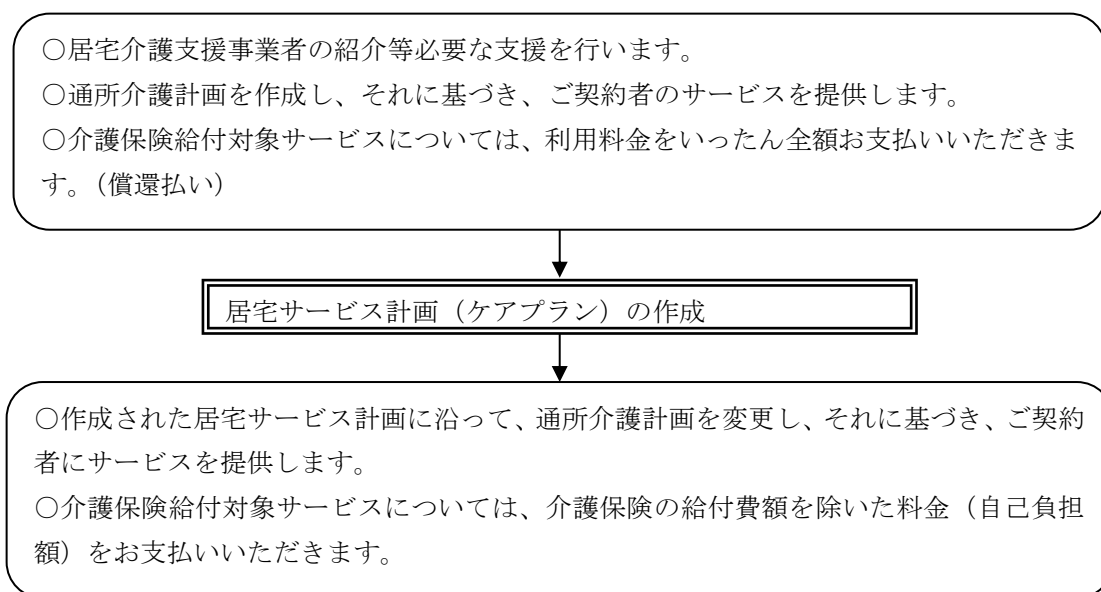 ○居宅介護支援事業者の紹介等必要な支援を行います。
○通所介護計画を作成し、それに基づき、ご契約者のサービスを提供します。
○介護保険給付対象サービスについては、利用料金をいったん全額お支払いいただきま
す。（償還払い）
居宅サービス計画（ケアプラン）の作成
○作成された居宅サービス計画に沿って、通所介護計画を変更し、それに基づき、ご契約
者にサービスを提供します。
○介護保険給付対象サービスについては、介護保険の給付費額を除いた料金（自己負担
額）をお支払いいただきます。